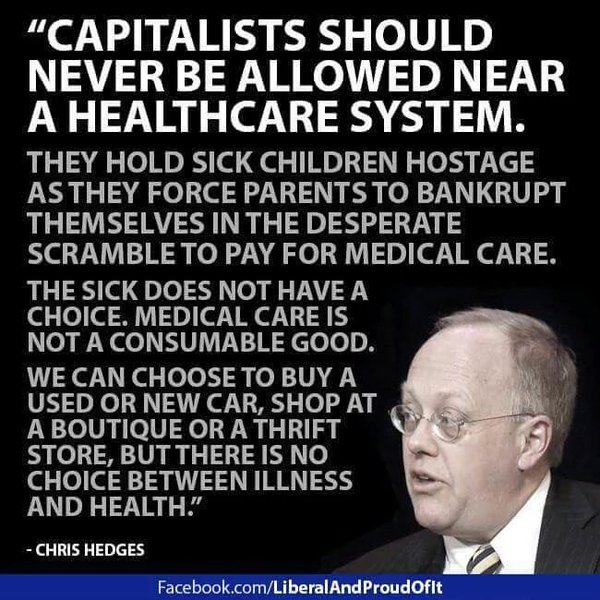 “CAPITALISTS SHOULD
NEVER BE ALLOWED NEAR
A HEALTHCARE SYSTEM.
THEY HOLD SICK CHILDREN HOSTAGE
AS THEY FORCE PARENTS TO BANKRUPT
THEMSELVES IN THE DESPERATE
SCRAMBLE TO PAY FOR MEDICAL CARE.
THE SICK DOES NOT HAVE A
CHOICE. MEDICAL CARE IS
NOT A CONSUMABLE GOOD.
WE CAN CHOOSE TO BUY A
USED OR NEW CAR, SHOP AT
A BOUTIQUE OR A THRIFT
STORE, BUT THERE IS NO
CHOICE BETWEEN ILLNESS
AND HEALTH.”
- CHRIS HEDGES
Facebook.com/LiberalAndProudOfIt